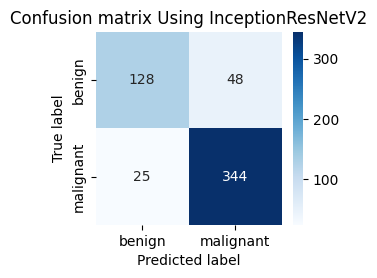 Confusion matrix Using InceptionResNetV2
True label
benign
malignant
128 48
25 344
benign malignant
Predicted label
300
200
100